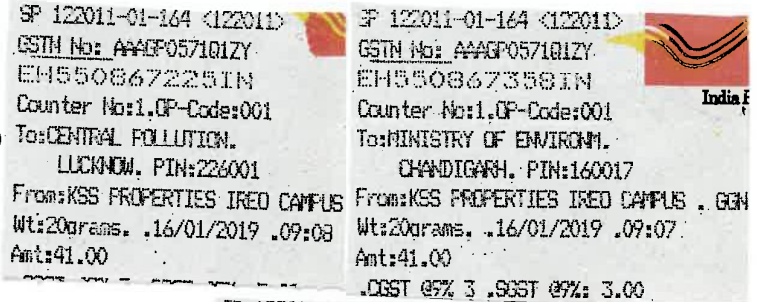 SP 122011-01-164 <122011>
GSTN No: AAAGP0571Q1ZY
EH550867225IN
Counter No:1,OP-Code:001
To:CENTRAL POLLUTION.
LUCKNOW. PIN:226001
From:KSS PROPERTIES IREO CAMPUS
Wt:20grams. .16/01/2019 .09:08
Amt:41.00
SP 122011-01-164 <122011>
GSTN No: AAAGP0571Q1ZY
EH550867358IN
India
Counter No:1,OP-Code:001
To:MINISTRY OF ENVIRONM.
CHANDIGARH. PIN:160017
From:KSS PROPERTIES IREO CAMPUS . GGN
Wt:20grams. .16/01/2019 .09:07
Amt:41.00
.CGST @9% 3 .SGST @9%: 3.00